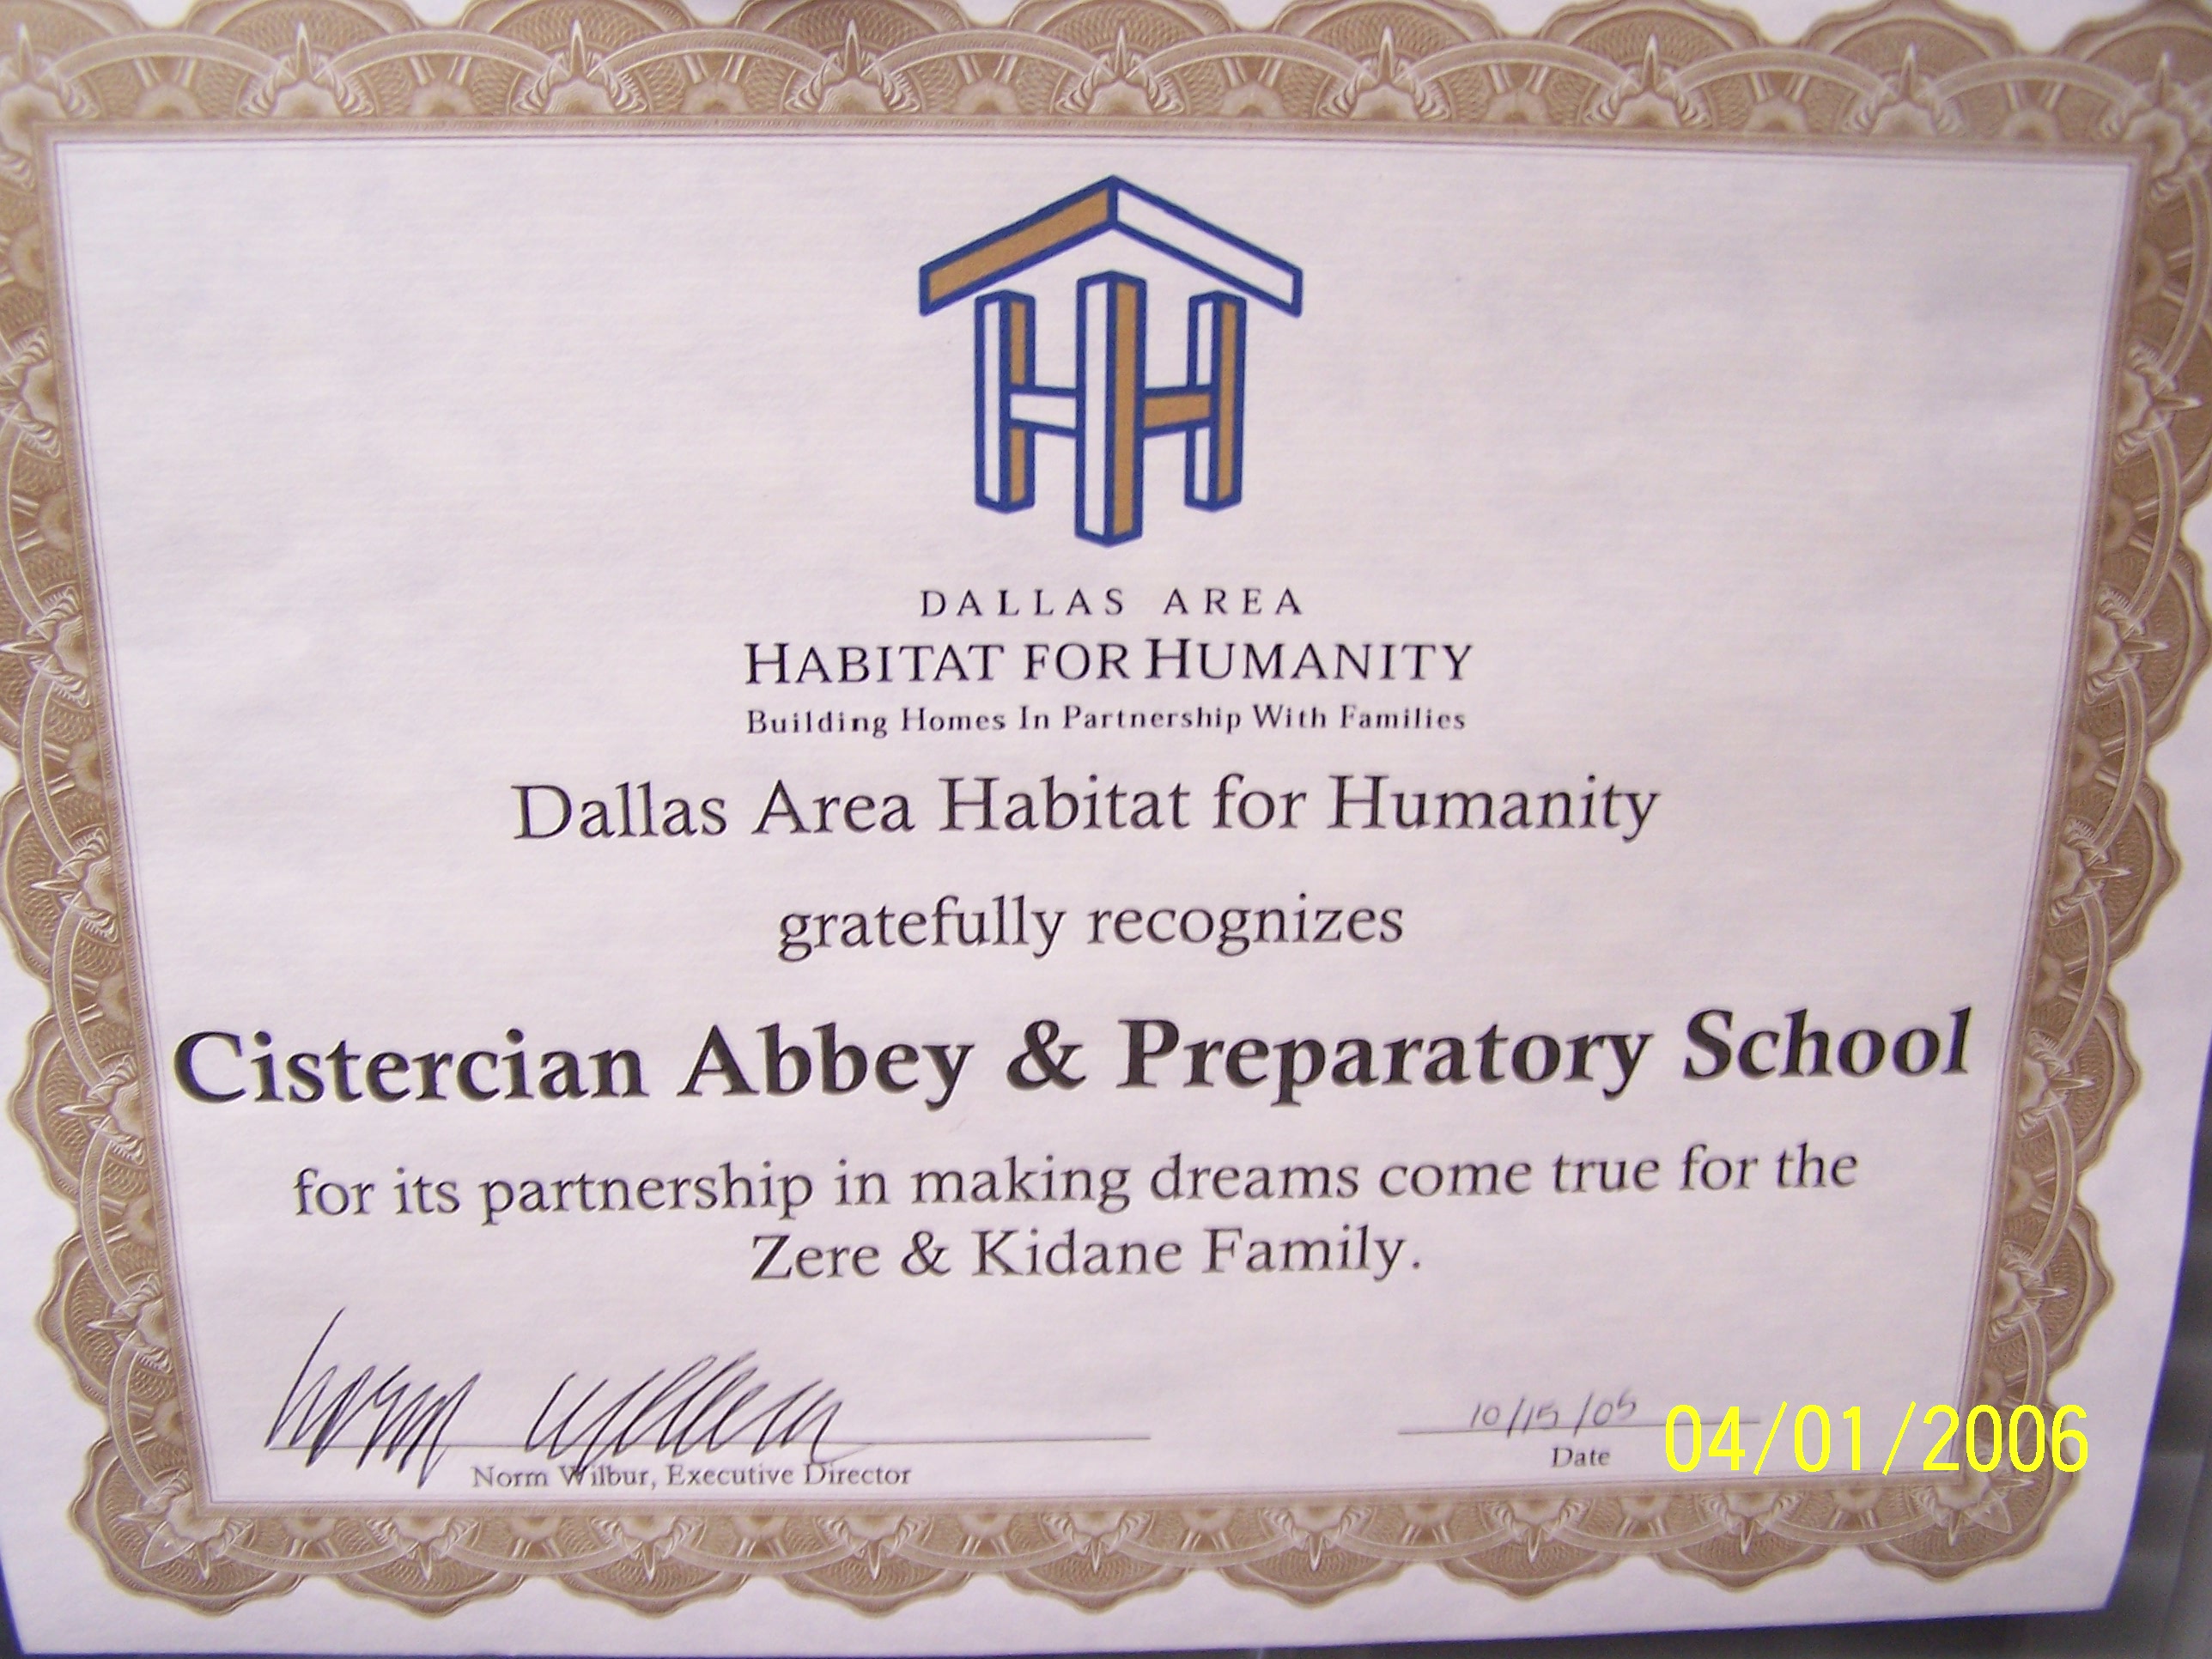 DALLAS AREA
HABITAT FOR HUMANITY
Building Homes In Partnership With Families
Dallas Area Habitat for Humanity
gratefully recognizes
Cistercian Abbey & Preparatory School
for its partnership in making dreams come true for the
Zere & Kidane Family.
Norm Wilbur
10/15/05
Norm Wilbur, Executive Director
Date
04/01/2006